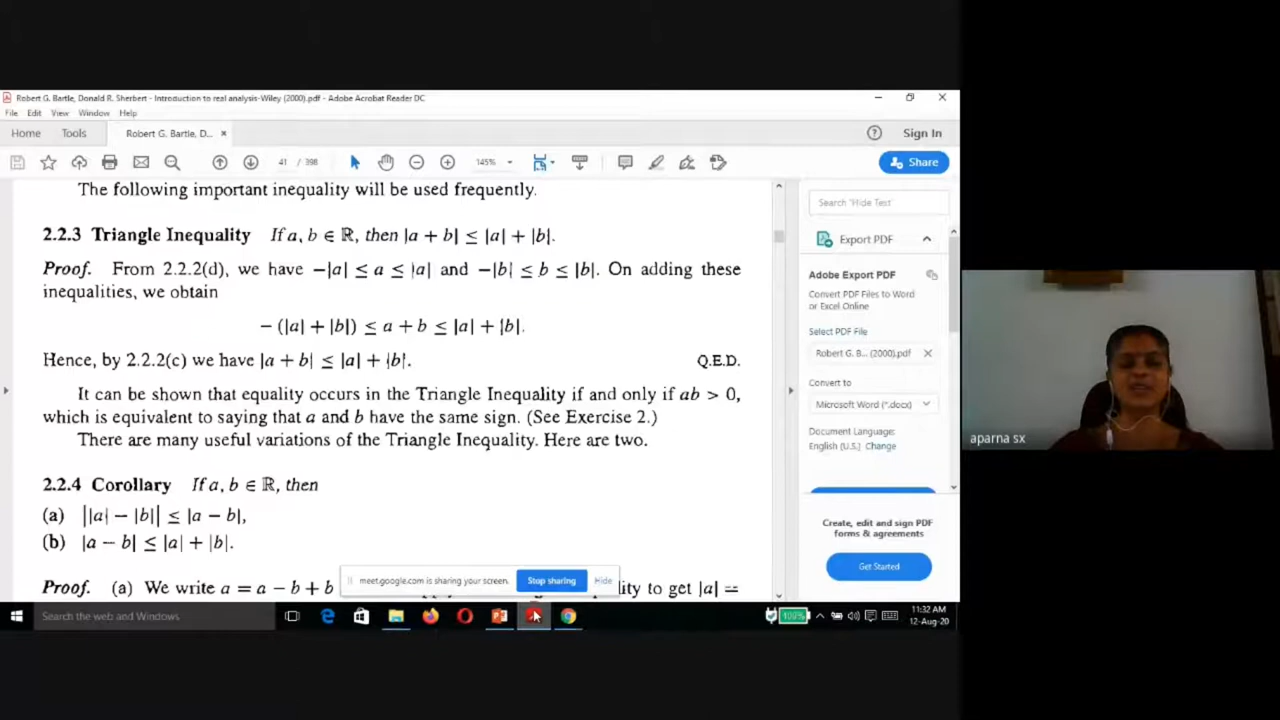 Robert G. Bartle, Donald R. Sherbert - Introduction to real analysis-Wiley (2000).pdf - Adobe Acrobat Reader DC
File Edit View Window Help
Home Tools Robert G. Bartle, D... × Sign In
41 / 398 145% Share
The following important inequality will be used frequently.
2.2.3 Triangle Inequality If a, b ∈ ℝ, then |a + b| ≤ |a| + |b|.
Proof. From 2.2.2(d), we have −|a| ≤ a ≤ |a| and −|b| ≤ b ≤ |b|. On adding these
inequalities, we obtain
− (|a| + |b|) ≤ a + b ≤ |a| + |b|.
Hence, by 2.2.2(c) we have |a + b| ≤ |a| + |b|. Q.E.D.
It can be shown that equality occurs in the Triangle Inequality if and only if ab > 0,
which is equivalent to saying that a and b have the same sign. (See Exercise 2.)
There are many useful variations of the Triangle Inequality. Here are two.
2.2.4 Corollary If a, b ∈ ℝ, then
(a) ||a| − |b|| ≤ |a − b|,
(b) |a − b| ≤ |a| + |b|.
Proof. (a) We write a = a − b + b
lity to get |a| =
meet.google.com is sharing your screen. Stop sharing Hide
Search 'Hide Text'
Export PDF
Adobe Export PDF
Convert PDF Files to Word
or Excel Online
Select PDF File
Robert G. B... (2000).pdf ×
Convert to
Microsoft Word (*.docx)
Document Language:
English (U.S.) Change
Create, edit and sign PDF
forms & agreements
Get Started
Search the web and Windows
100%
11:32 AM
12-Aug-20
aparna sx